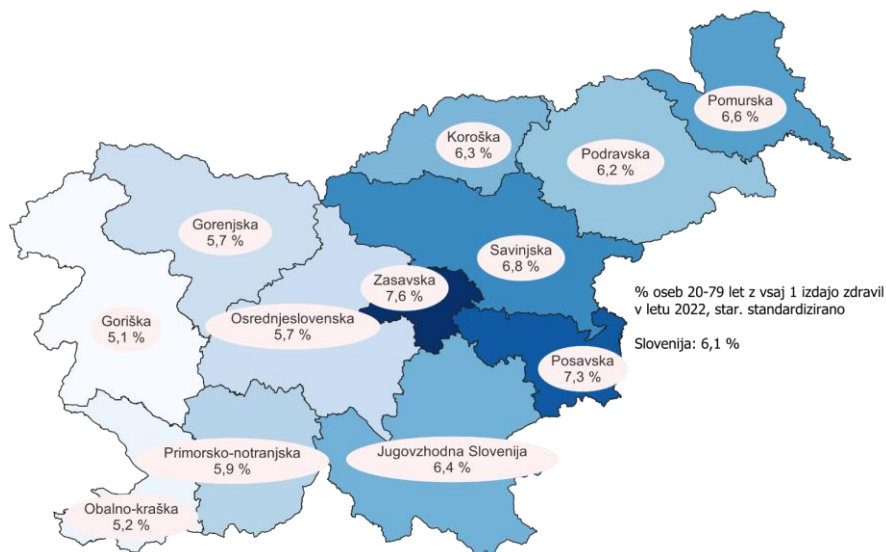 Pomurska
6,6 %
Koroška
6,3 %
Podravska
6,2 %
Gorenjska
5,7 %
Savinjska
6,8 %
Zasavska
7,6 %
% oseb 20-79 let z vsaj 1 izdajo zdravil
v letu 2022, star. standardizirano
Goriška
5,1 %
Osrednjeslovenska
5,7 %
Slovenija: 6,1 %
Posavska
7,3 %
Primorsko-notranjska
5,9 %
Jugovzhodna Slovenija
6,4 %
Obalno-kraška
5,2 %